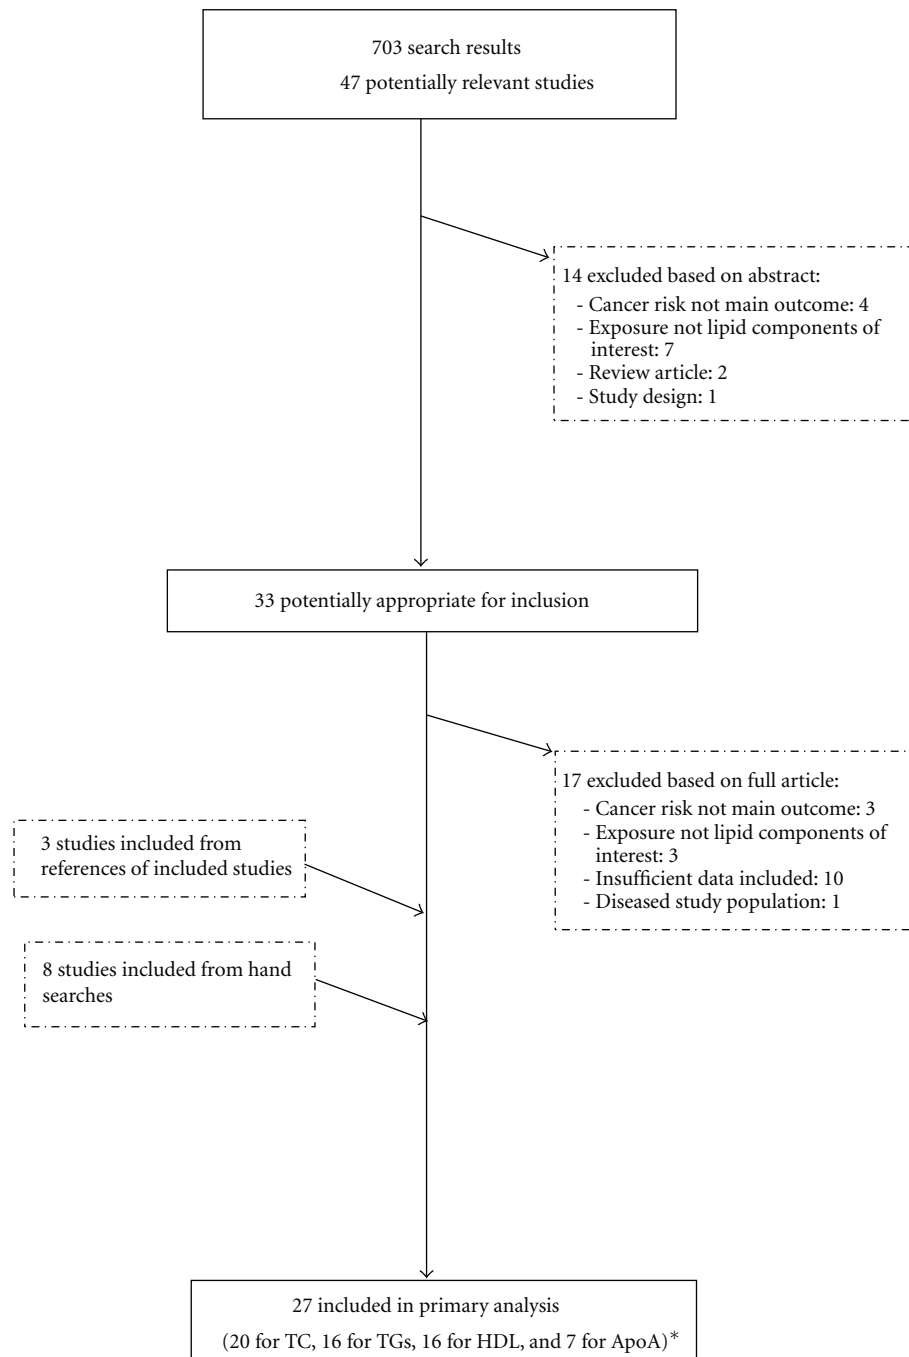 703 search results
47 potentially relevant studies
14 excluded based on abstract:
- Cancer risk not main outcome: 4
- Exposure not lipid components of
interest: 7
- Review article: 2
- Study design: 1
33 potentially appropriate for inclusion
17 excluded based on full article:
- Cancer risk not main outcome: 3
- Exposure not lipid components of
interest: 3
- Insufficient data included: 10
- Diseased study population: 1
3 studies included from
references of included studies
8 studies included from hand
searches
27 included in primary analysis
(20 for TC, 16 for TGs, 16 for HDL, and 7 for ApoA)*